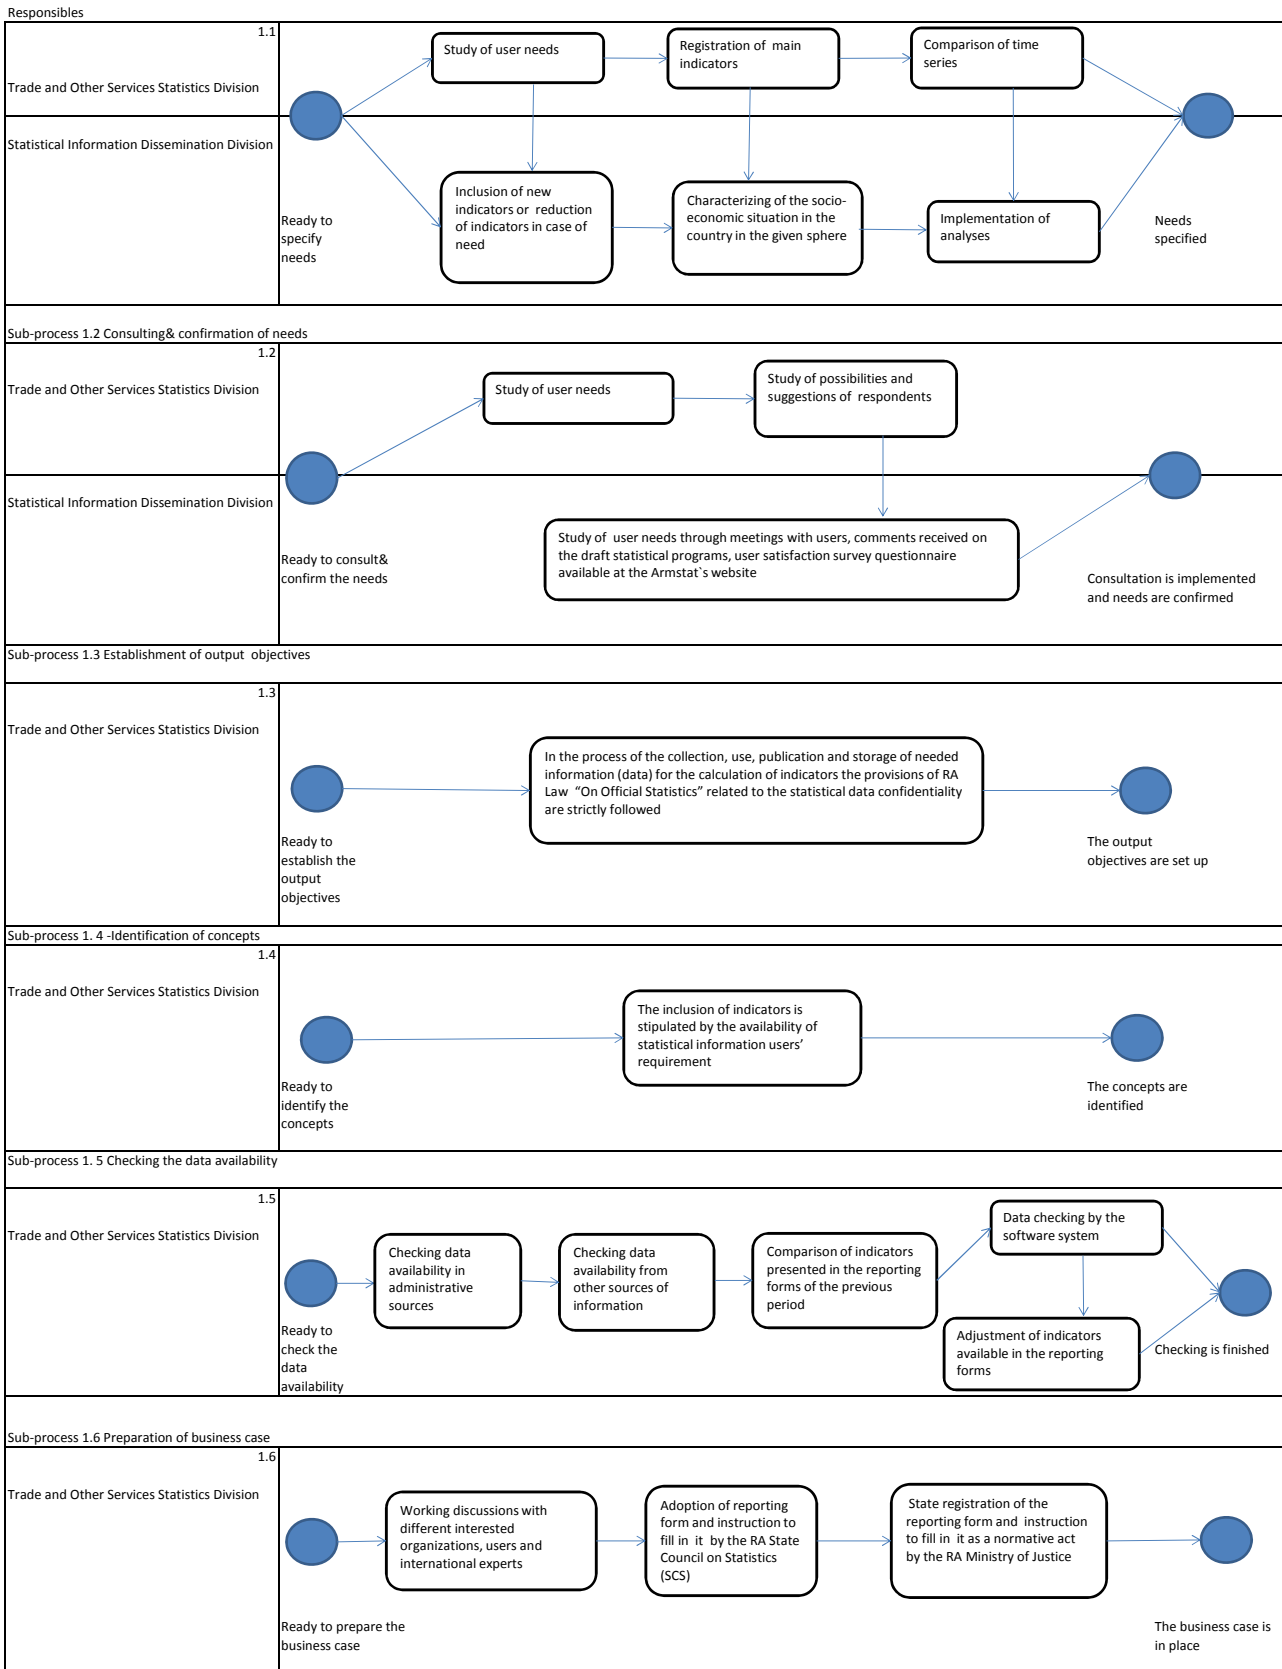 Responsibles
1.1
Trade and Other Services Statistics Division
Statistical Information Dissemination Division
Study of user needs
Registration of  main
indicators
Comparison of time
series
Inclusion of new
indicators or  reduction
of indicators in case of
need
Characterizing of the socio-
economic situation in the
country in the given sphere
Implementation of
analyses
Ready to
specify
needs
Needs
specified
Sub-process 1.2 Consulting& confirmation of needs
1.2
Trade and Other Services Statistics Division
Statistical Information Dissemination Division
Study of user needs
Study of possibilities and
suggestions of  respondents
Study of  user needs through meetings with users, comments received on
the draft statistical programs, user satisfaction survey questionnaire
available at the Armstat`s website
Ready to consult&
confirm the needs
Consultation is implemented
and needs are confirmed
Sub-process 1.3 Establishment of output  objectives
1.3
Trade and Other Services Statistics Division
In the process of the collection, use, publication and storage of needed
information (data) for the calculation of indicators the provisions of RA
Law  “On Official Statistics” related to the statistical data confidentiality
are strictly followed
Ready to
establish the
output
objectives
The output
objectives are set up
Sub-process 1. 4 -Identification of concepts
1.4
Trade and Other Services Statistics Division
The inclusion of indicators is
stipulated by the availability of
statistical information users’
requirement
Ready to
identify the
concepts
The concepts are
identified
Sub-process 1. 5 Checking the data availability
1.5
Trade and Other Services Statistics Division
Checking data
availability in
administrative
sources
Checking data
availability from
other sources of
information
Comparison of indicators
presented in the reporting
forms of the previous
period
Data checking by the
software system
Adjustment of indicators
available in the reporting
forms
Ready to
check the
data
availability
Checking is finished
Sub-process 1.6 Preparation of business case
1.6
Trade and Other Services Statistics Division
Working discussions with
different interested
organizations, users and
international experts
Adoption of reporting
form and instruction to
fill in  it  by the RA State
Council on Statistics
(SCS)
State registration of the
reporting form and  instruction
to fill in  it as a normative act
by the RA Ministry of Justice
Ready to prepare the
business case
The business case is
in place